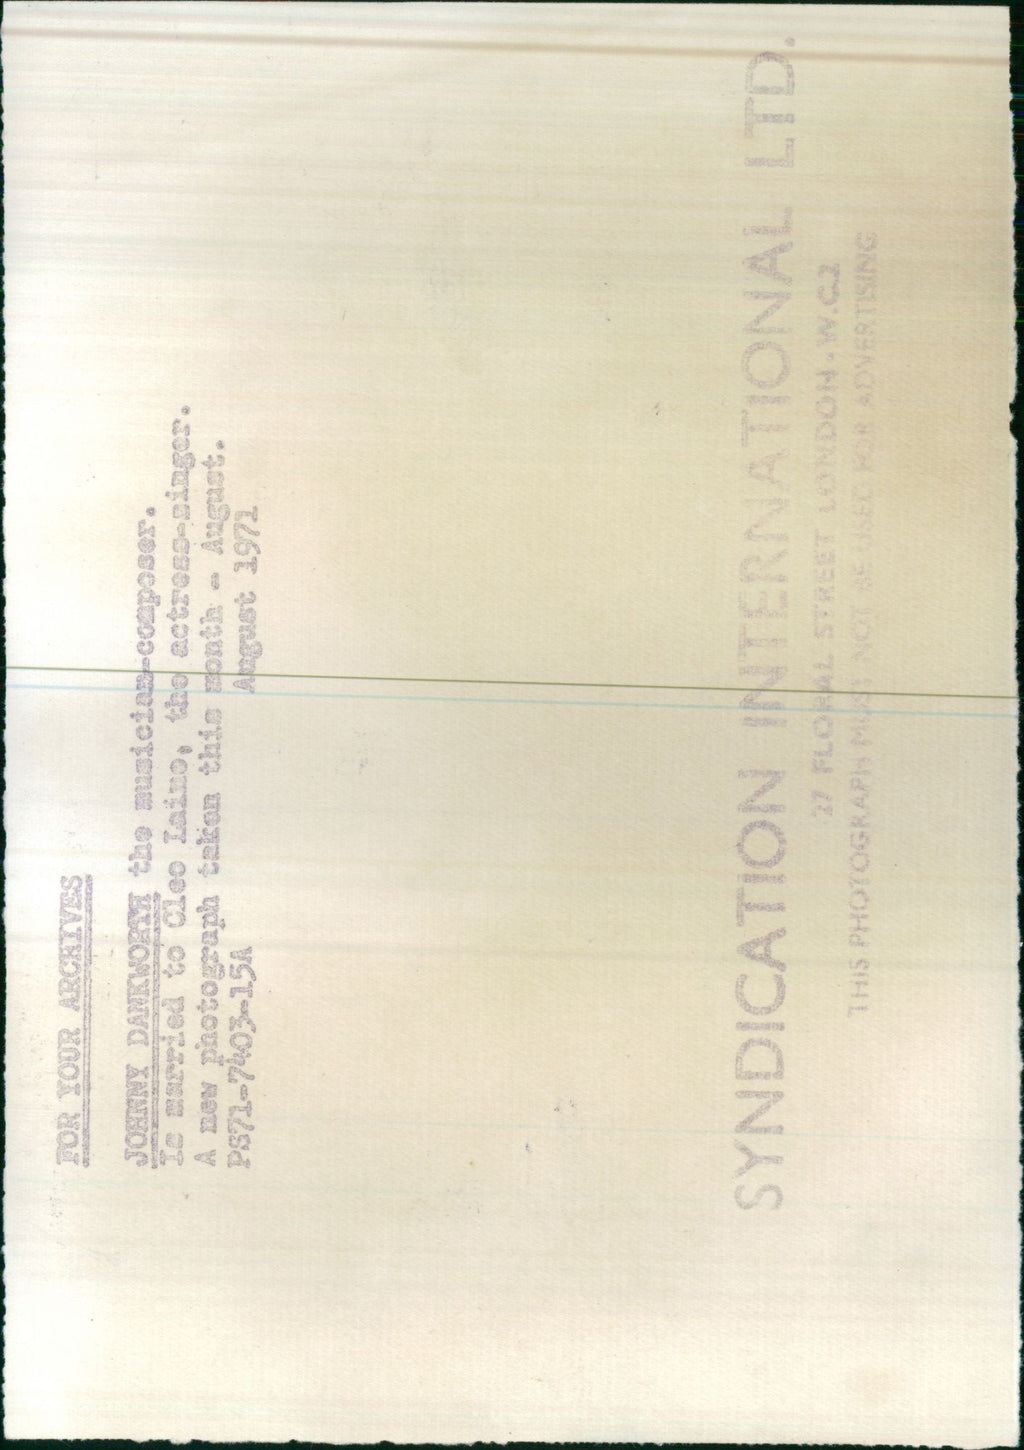 FOR YOUR ARCHIVES
JOHNNY DANKWORTH the musician-composer.
Is married to Cleo Laine, the actress-singer.
A new photograph taken this month - August.
PS71-7403-15A August 1971
SYNDICATION INTERNATIONAL LTD.
27 FLORAL STREET LONDON. W.C.2
THIS PHOTOGRAPH MUST NOT BE USED FOR ADVERTISING